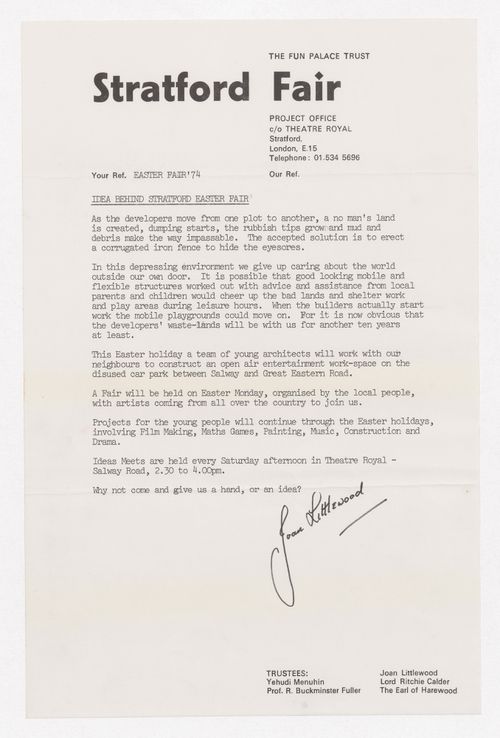 THE FUN PALACE TRUST
Stratford Fair
PROJECT OFFICE
c/o THEATRE ROYAL
Stratford,
London, E.15
Telephone: 01.534 5696
Your Ref. EASTER FAIR'74 Our Ref.
IDEA BEHIND STRATFORD EASTER FAIR
As the developers move from one plot to another, a no man's land
is created, dumping starts, the rubbish tips grow and mud and
debris make the way impassable. The accepted solution is to erect
a corrugated iron fence to hide the eyesores.
In this depressing environment we give up caring about the world
outside our own door. It is possible that good looking mobile and
flexible structures worked out with advice and assistance from local
parents and children would cheer up the bad lands and shelter work
and play areas during leisure hours. When the builders actually start
work the mobile playgrounds could move on. For it is now obvious that
the developers' waste-lands will be with us for another ten years
at least.
This Easter holiday a team of young architects will work with our
neighbours to construct an open air entertainment work-space on the
disused car park between Salway and Great Eastern Road.
A Fair will be held on Easter Monday, organised by the local people,
with artists coming from all over the country to join us.
Projects for the young people will continue through the Easter holidays,
involving Film Making, Maths Games, Painting, Music, Construction and
Drama.
Ideas Meets are held every Saturday afternoon in Theatre Royal -
Salway Road, 2.30 to 4.00pm.
Why not come and give us a hand, or an idea?
Joan Littlewood
TRUSTEES: Joan Littlewood
Yehudi Menuhin Lord Ritchie Calder
Prof. R. Buckminster Fuller The Earl of Harewood